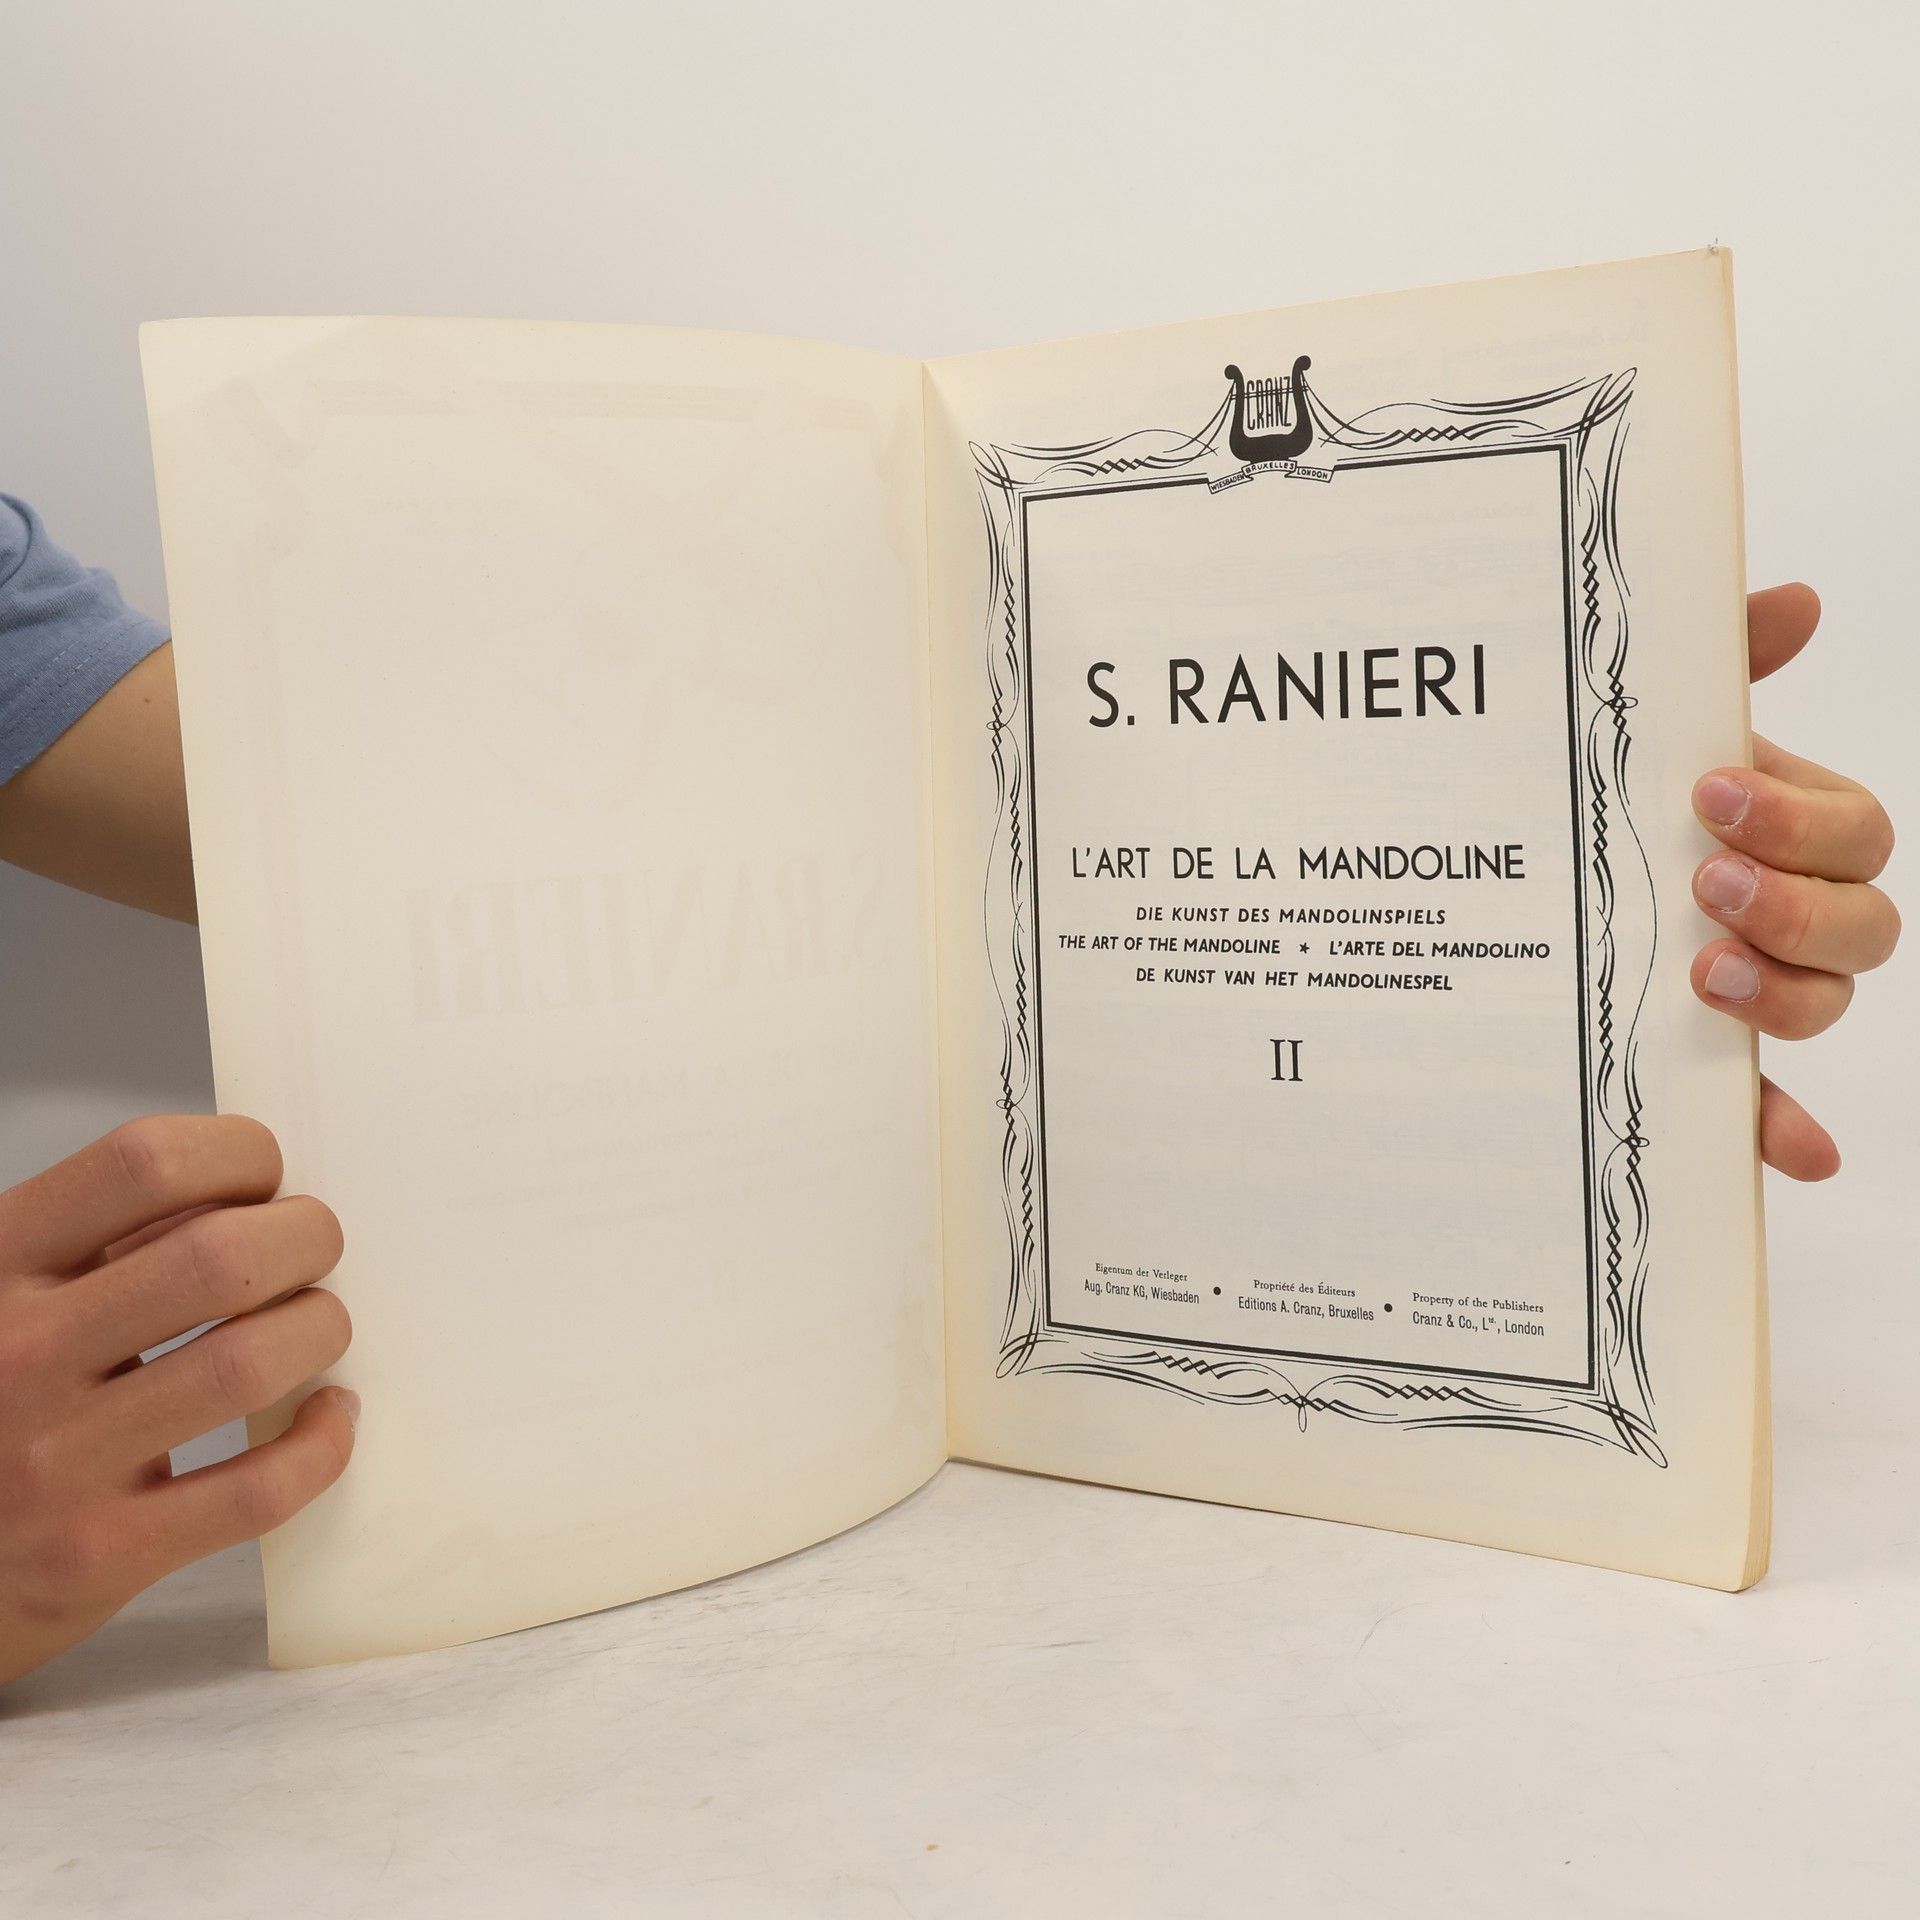 CRANZ
WIESBADEN BRUXELLES LONDON
S. RANIERI
L'ART DE LA MANDOLINE
DIE KUNST DES MANDOLINSPIELS
THE ART OF THE MANDOLINE ★ L'ARTE DEL MANDOLINO
DE KUNST VAN HET MANDOLINESPEL
II
Eigentum der Verleger
Aug. Cranz KG, Wiesbaden
Propriété des Éditeurs
Editions A. Cranz, Bruxelles
Property of the Publishers
Cranz & Co., Ltd., London